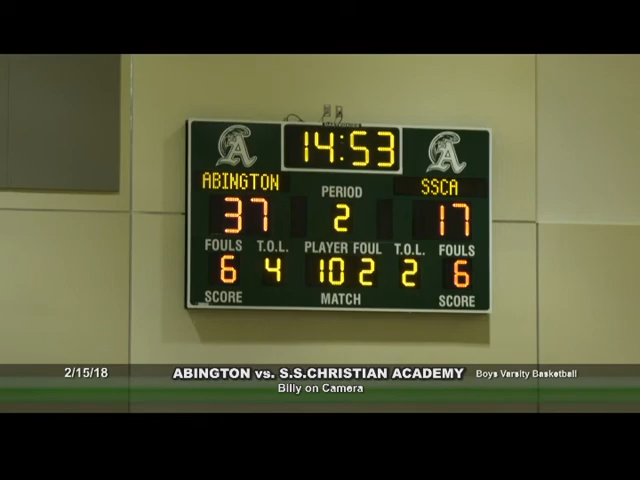 14:53
A A
ABINGTON PERIOD SSCA
37 2 17
FOULS T.O.L. PLAYER FOUL T.O.L. FOULS
6 4 10 2 2 6
SCORE MATCH SCORE
2/15/18 ABINGTON vs. S.S.CHRISTIAN ACADEMY Boys Varsity Basketball
Billy on Camera